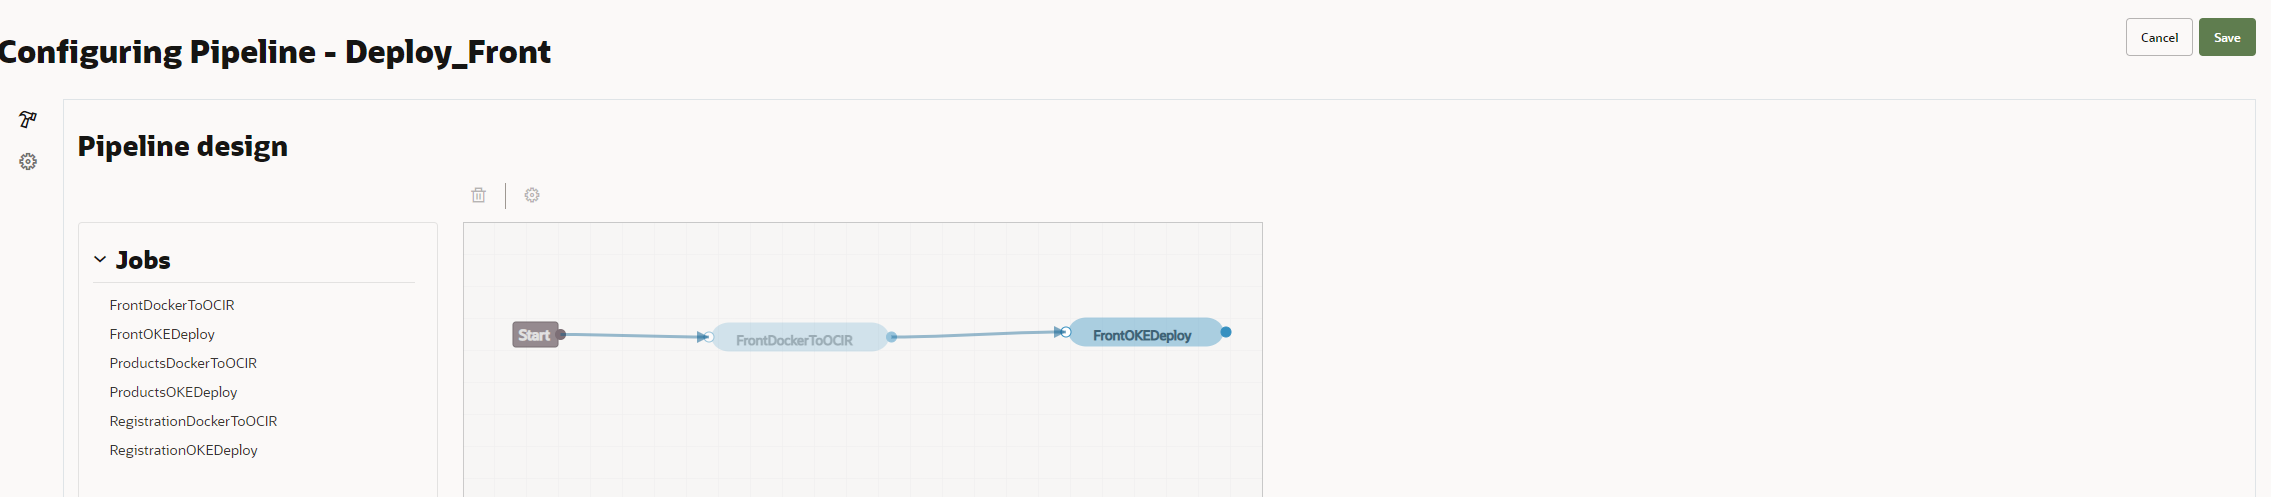 Configuring Pipeline - Deploy_Front
Cancel
Save
Pipeline design
Jobs
FrontDockerToOCIR
FrontOKEDeploy
ProductsDockerToOCIR
ProductsOKEDeploy
RegistrationDockerToOCIR
RegistrationOKEDeploy
Start
FrontDockerToOCIR
FrontOKEDeploy